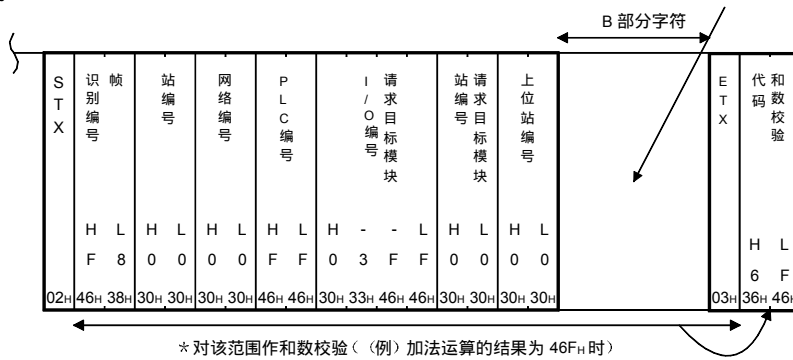 B 部分字符
STX 帧识别编号 站编号 网络编号 PLC编号 请求目标模块I/O编号 请求目标模块站编号 上位站编号 ETX 和数校验代码
H L H L H L H L H - - L H L H L H L
F 8 0 0 0 0 F F 0 3 F F 0 0 0 0 6 F
02H 46H 38H 30H 30H 30H 30H 46H 46H 30H 33H 46H 46H 30H 30H 30H 30H 03H 36H 46H
*对该范围作和数校验((例)加法运算的结果为 46FH 时)